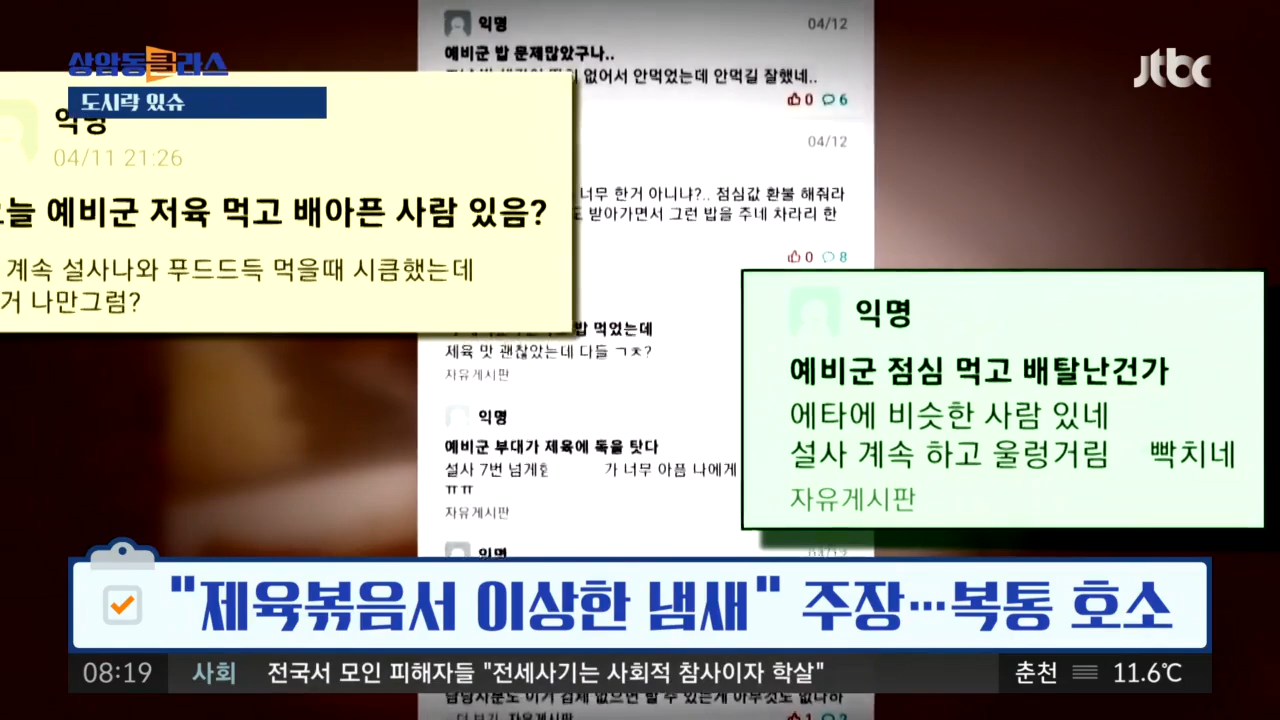 익명
04/12
예비군 밥 문제많았구나..
없어서 안먹었는데 안먹길 잘했네..
0 6
상암동클라스
jtbc
도시락 있슈
익명
04/11 21:26
오늘 예비군 저육 먹고 배아픈 사람 있음?
계속 설사나와 푸드드득 먹을때 시큼했는데
거 나만그럼?
04/12
너무 한거 아니냐?.. 점심값 환불 해줘라
받아가면서 그런 밥을 주네 차라리 한
0 8
밥 먹었는데
제육 맛 괜찮았는데 다들 ㄱㅊ?
자유게시판
익명
예비군 부대가 제육에 독을 탓다
설사 7번 넘게한 가 너무 아픔 나에게
ㅠㅠ
자유게시판
익명
예비군 점심 먹고 배탈난건가
에타에 비슷한 사람 있네
설사 계속 하고 울렁거림 빡치네
자유게시판
익명
"제육볶음서 이상한 냄새" 주장…복통 호소
08:19 사회 전국서 모인 피해자들 "전세사기는 사회적 참사이자 학살" 춘천 11.6℃
자유게시판
1 2